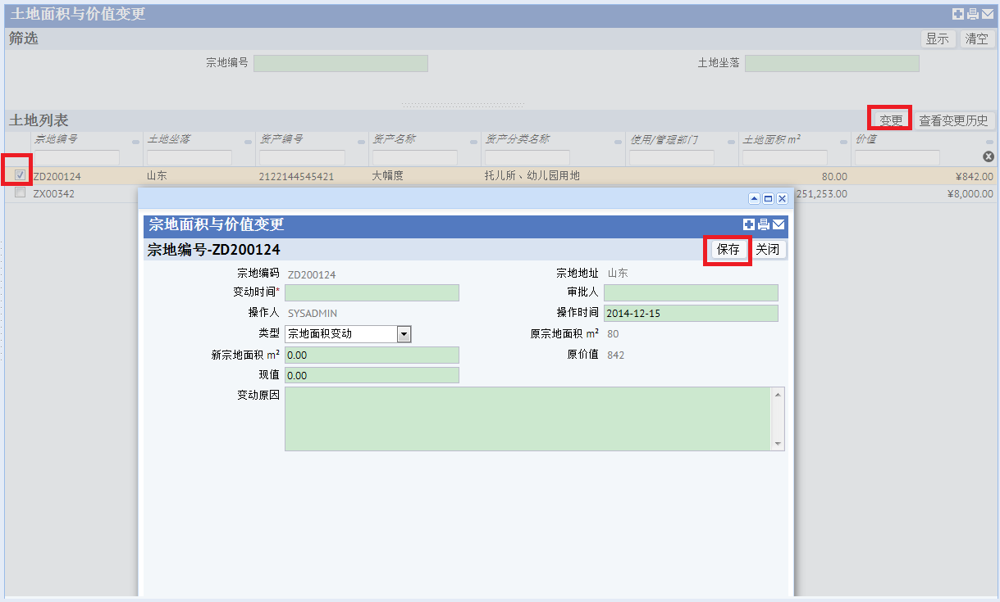 土地面积与价值变更
筛选 显示 清空
宗地编号 土地坐落
土地列表 变更 查看变更历史
宗地编号 土地坐落 资产编号 资产名称 资产分类名称 使用/管理部门 土地面积 m² 价值
ZD200124 山东 2122144545421 大幅度 托儿所、幼儿园用地 80.00 ¥842.00
ZX00342 251,253.00 ¥8,000.00
宗地面积与价值变更
宗地编号-ZD200124 保存 关闭
宗地编码 ZD200124 宗地地址 山东
变动时间* 审批人
操作人 SYSADMIN 操作时间 2014-12-15
类型 宗地面积变动 原宗地面积 m² 80
新宗地面积 m² 0.00 原价值 842
现值 0.00
变动原因